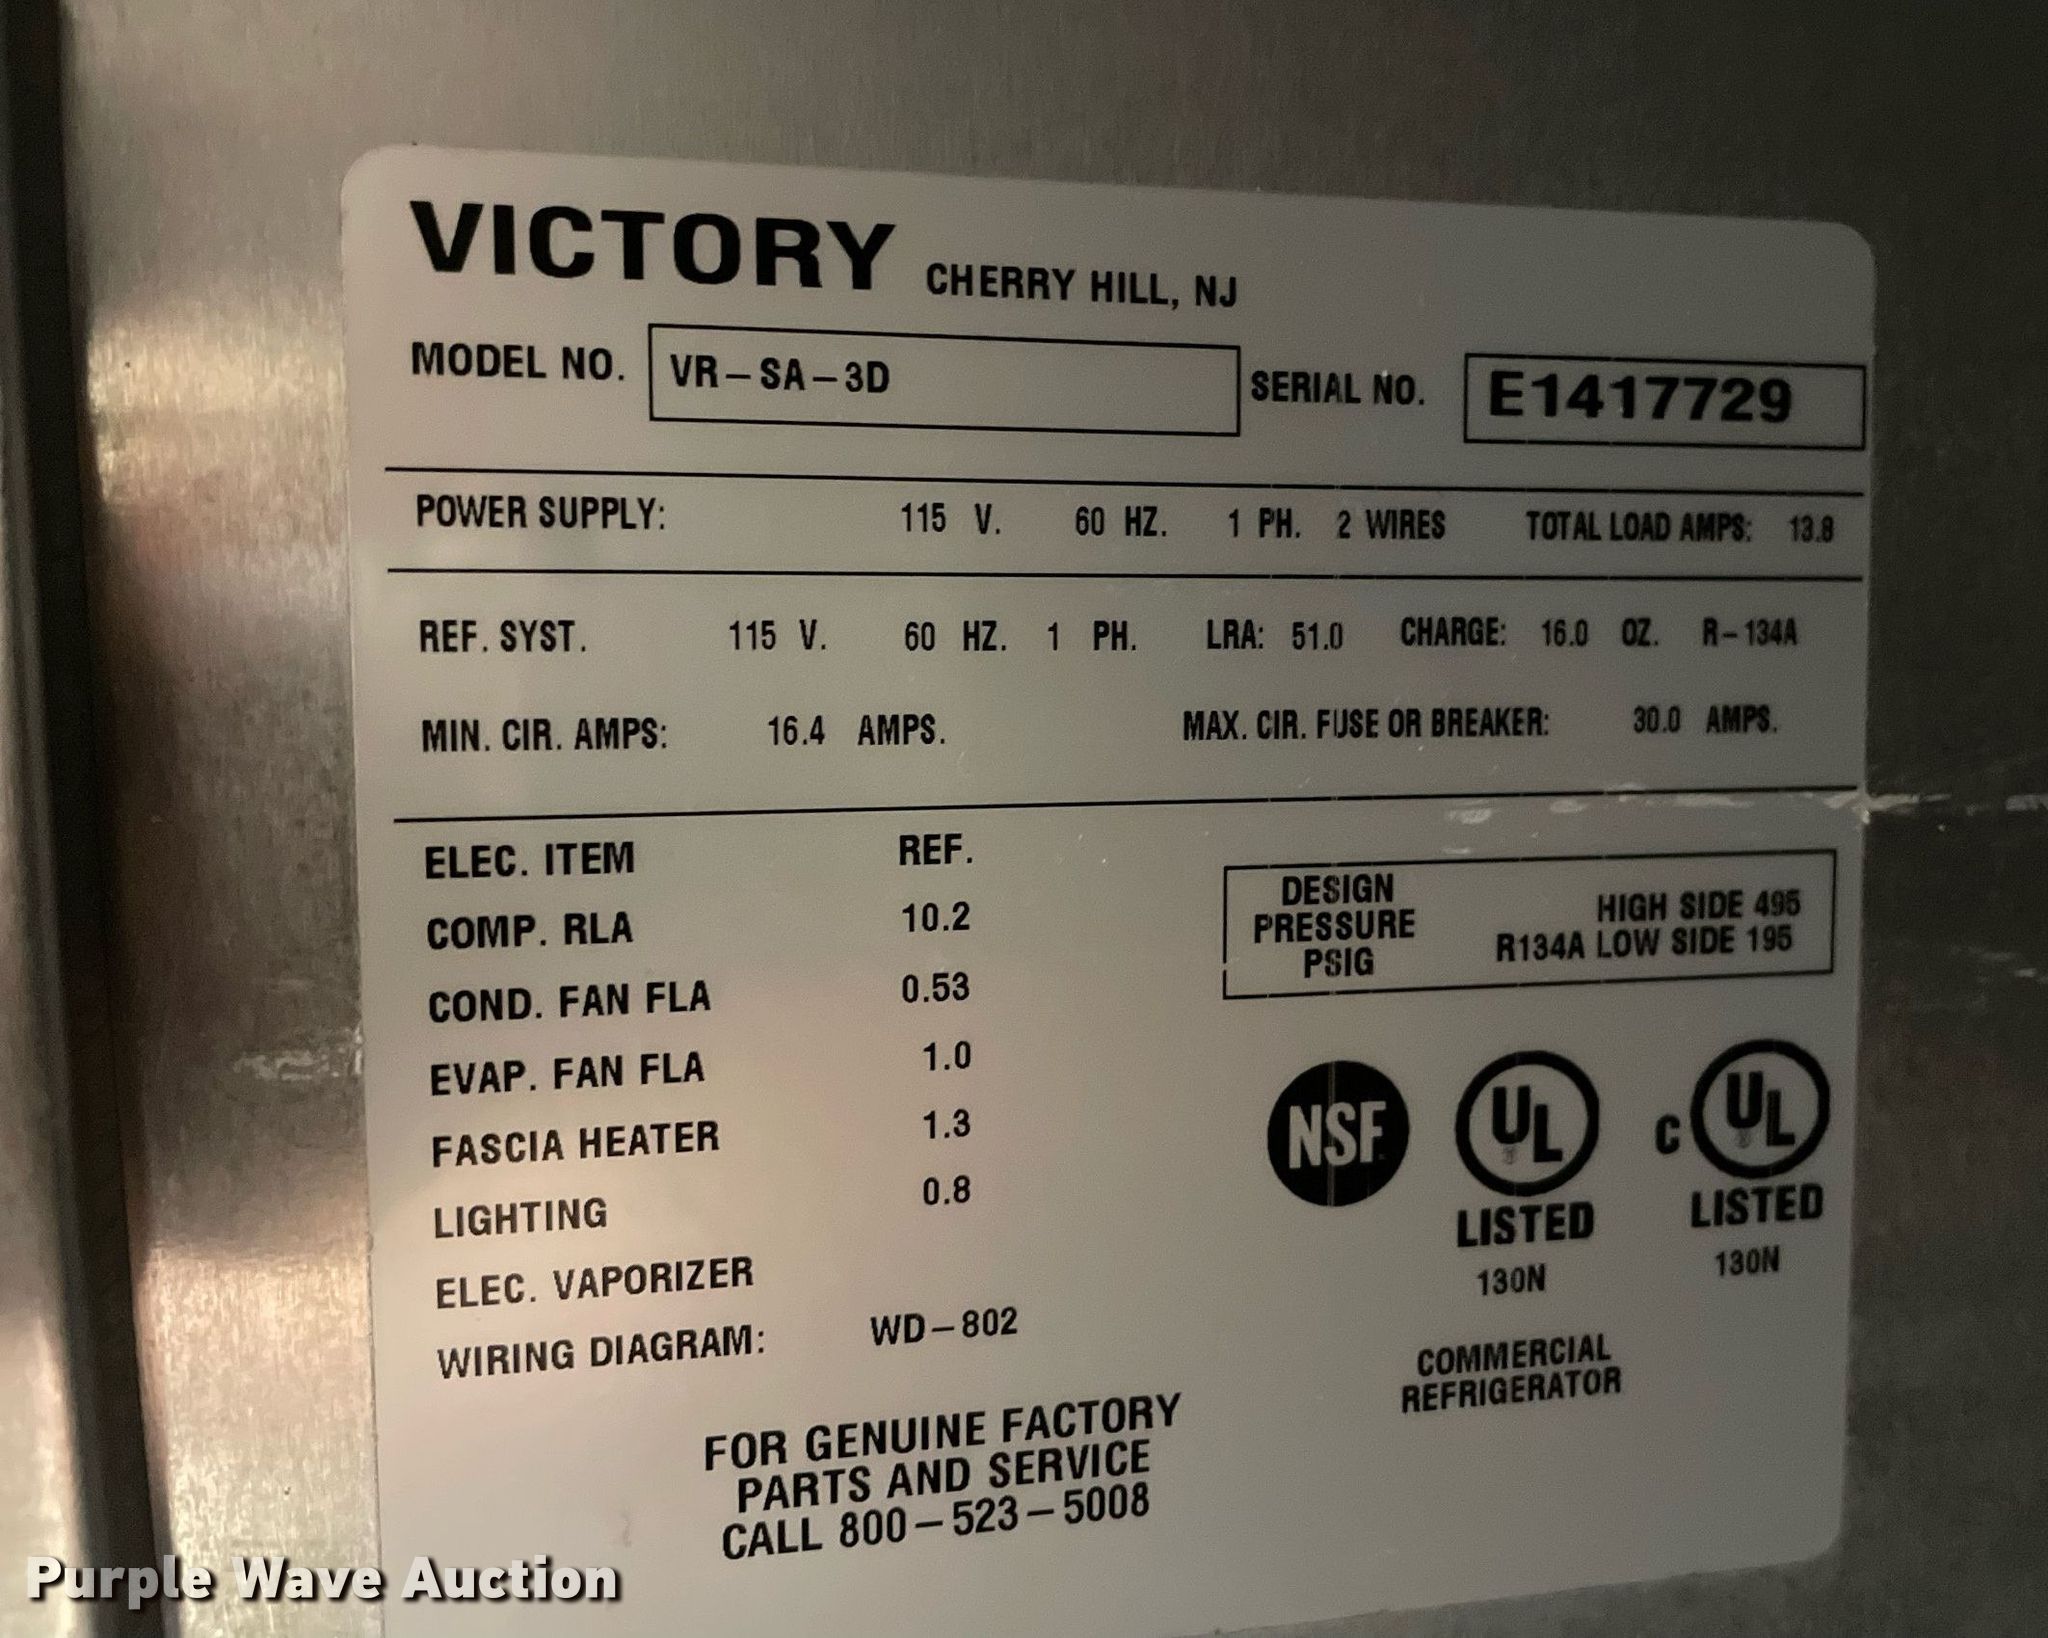 VICTORY CHERRY HILL, NJ
MODEL NO. VR-SA-3D SERIAL NO. E1417729
POWER SUPPLY: 115 V. 60 HZ. 1 PH. 2 WIRES TOTAL LOAD AMPS: 13.8
REF. SYST. 115 V. 60 HZ. 1 PH. LRA: 51.0 CHARGE: 16.0 OZ. R-134A
MIN. CIR. AMPS: 16.4 AMPS. MAX. CIR. FUSE OR BREAKER: 30.0 AMPS.
ELEC. ITEM REF.
COMP. RLA 10.2
COND. FAN FLA 0.53
EVAP. FAN FLA 1.0
FASCIA HEATER 1.3
LIGHTING 0.8
ELEC. VAPORIZER
WIRING DIAGRAM: WD-802
DESIGN
PRESSURE
PSIG
HIGH SIDE 495
R134A LOW SIDE 195
NSF
UL
LISTED
130N
C UL
LISTED
130N
COMMERCIAL
REFRIGERATOR
FOR GENUINE FACTORY
PARTS AND SERVICE
CALL 800-523-5008
Purple Wave Auction